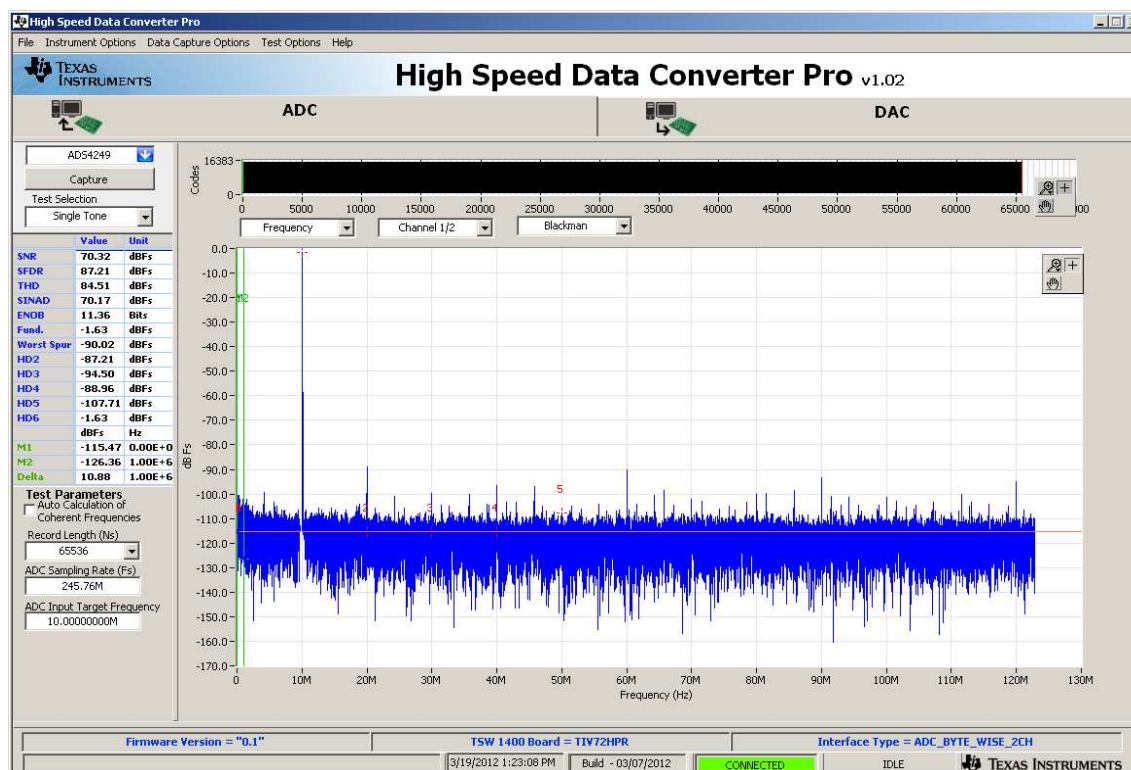 High Speed Data Converter Pro
File Instrument Options Data Capture Options Test Options Help
TEXAS INSTRUMENTS
High Speed Data Converter Pro v1.02
ADC
DAC
ADS4249
Capture
Test Selection
Single Tone
Value Unit
SNR 70.32 dBFs
SFDR 87.21 dBFs
THD 84.51 dBFs
SINAD 70.17 dBFs
ENOB 11.36 Bits
Fund. -1.63 dBFs
Worst Spur -90.02 dBFs
HD2 -87.21 dBFs
HD3 -94.50 dBFs
HD4 -88.96 dBFs
HD5 -107.71 dBFs
HD6 -1.63 dBFs
dBFs Hz
M1 -115.47 0.00E+0
M2 -126.36 1.00E+6
Delta 10.88 1.00E+6
Test Parameters
Auto Calculation of
Coherent Frequencies
Record Length (Ns)
65536
ADC Sampling Rate (Fs)
245.76M
ADC Input Target Frequency
10.00000000M
Codes
16383
0
0 5000 10000 15000 20000 25000 30000 35000 40000 45000 50000 55000 60000 65000
Frequency
Channel 1/2
Blackman
dB Fs
0.0
-10.0
-20.0
-30.0
-40.0
-50.0
-60.0
-70.0
-80.0
-90.0
-100.0
-110.0
-120.0
-130.0
-140.0
-150.0
-160.0
-170.0
M2
2
3
4
5
0 10M 20M 30M 40M 50M 60M 70M 80M 90M 100M 110M 120M 130M
Frequency (Hz)
Firmware Version = "0.1"
TSW 1400 Board = TIV72HPR
Interface Type = ADC_BYTE_WISE_2CH
3/19/2012 1:23:08 PM
Build - 03/07/2012
CONNECTED
IDLE
TEXAS INSTRUMENTS